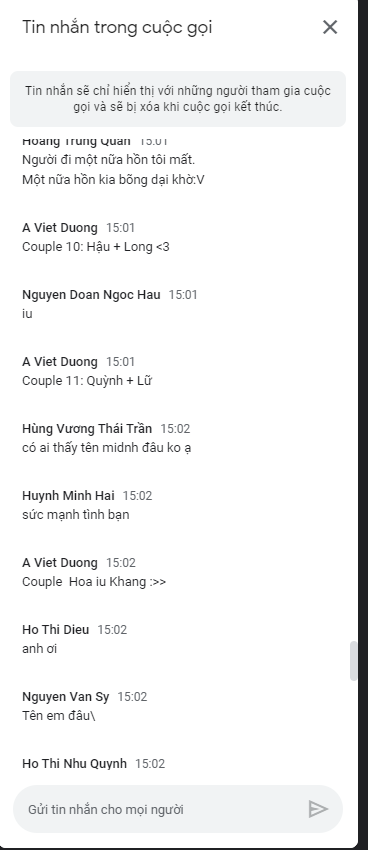 Tin nhắn trong cuộc gọi
Tin nhắn sẽ chỉ hiển thị với những người tham gia cuộc
gọi và sẽ bị xóa khi cuộc gọi kết thúc.
Hoang Trung Quan 15:01
Người đi một nữa hồn tôi mất.
Một nữa hồn kia bõng dại khờ:V
A Viet Duong 15:01
Couple 10: Hậu + Long <3
Nguyen Doan Ngoc Hau 15:01
iu
A Viet Duong 15:01
Couple 11: Quỳnh + Lữ
Hùng Vương Thái Trần 15:02
có ai thấy tên midnh đâu ko ạ
Huynh Minh Hai 15:02
sức mạnh tình bạn
A Viet Duong 15:02
Couple Hoa iu Khang :>>
Ho Thi Dieu 15:02
anh ơi
Nguyen Van Sy 15:02
Tên em đâu\
Ho Thi Nhu Quynh 15:02
Gửi tin nhắn cho mọi người